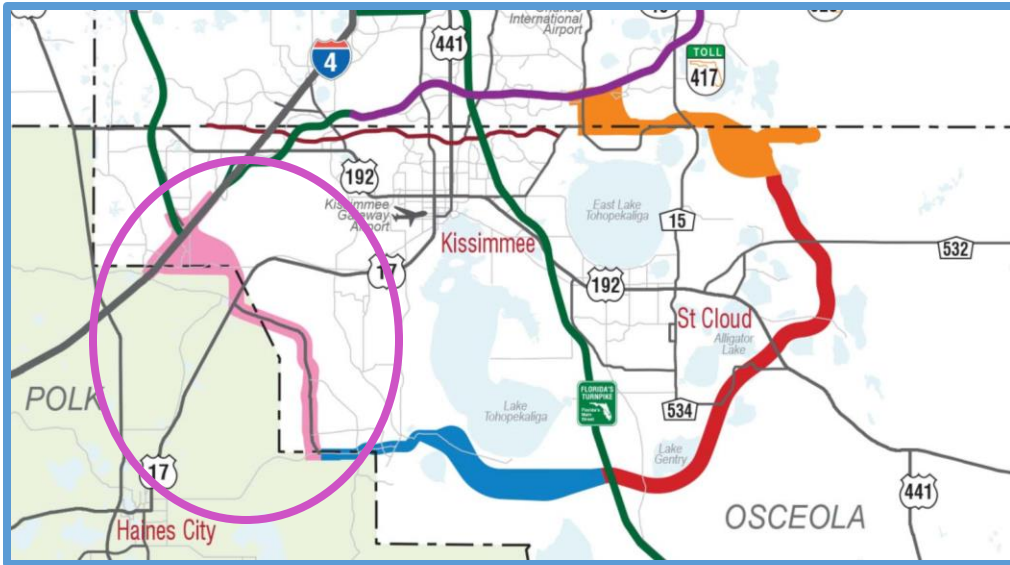 International
Airport
4
441
TOLL
417
192
Kissimmee
Gateway
Airport
East Lake
Tohopekaliga
15
Kissimmee
17
532
192
St Cloud
Alligator
Lake
POLK
FLORIDA'S
TURNPIKE
Lake
Tohopekaliga
534
Lake
Gentry
17
441
OSCEOLA
Haines City